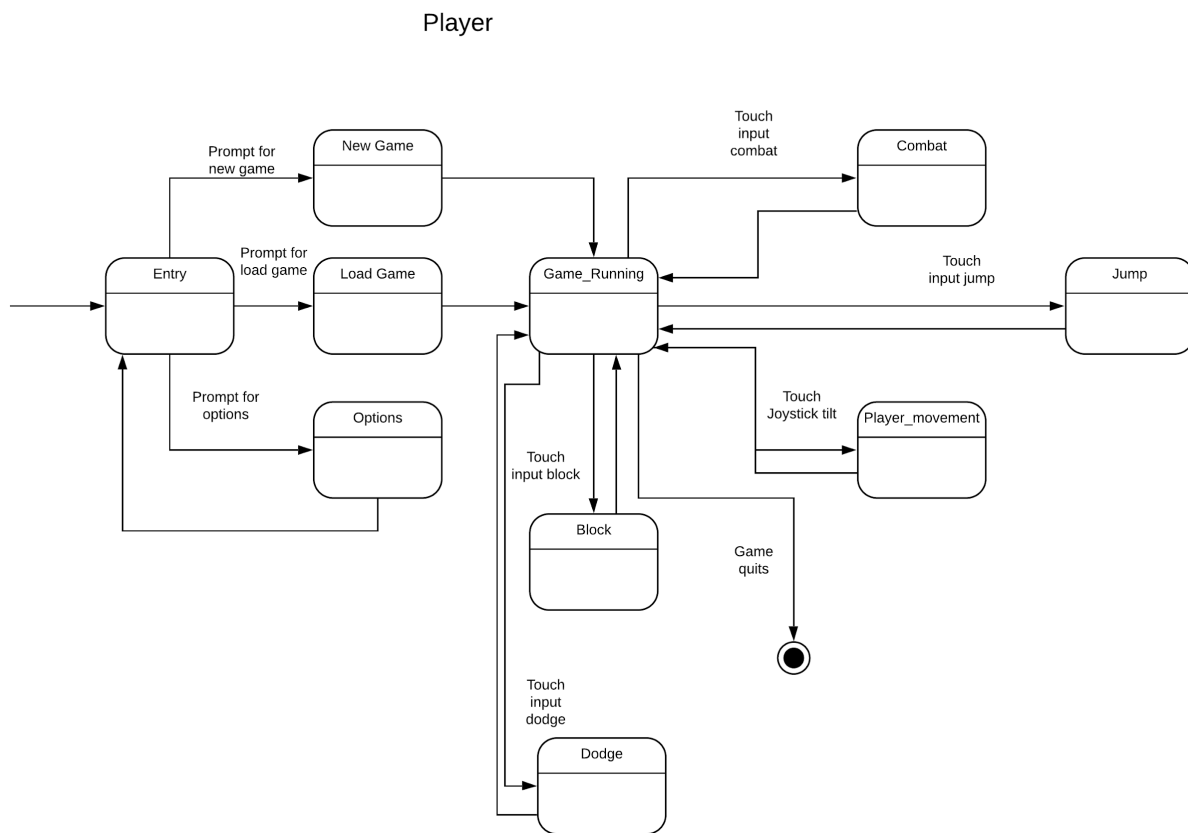 Player
Prompt for
new game
New Game
Touch
input
combat
Combat
Entry
Prompt for
load game
Load Game
Game_Running
Touch
input jump
Jump
Prompt for
options
Options
Touch
Joystick tilt
Player_movement
Touch
input block
Block
Game
quits
Touch
input
dodge
Dodge